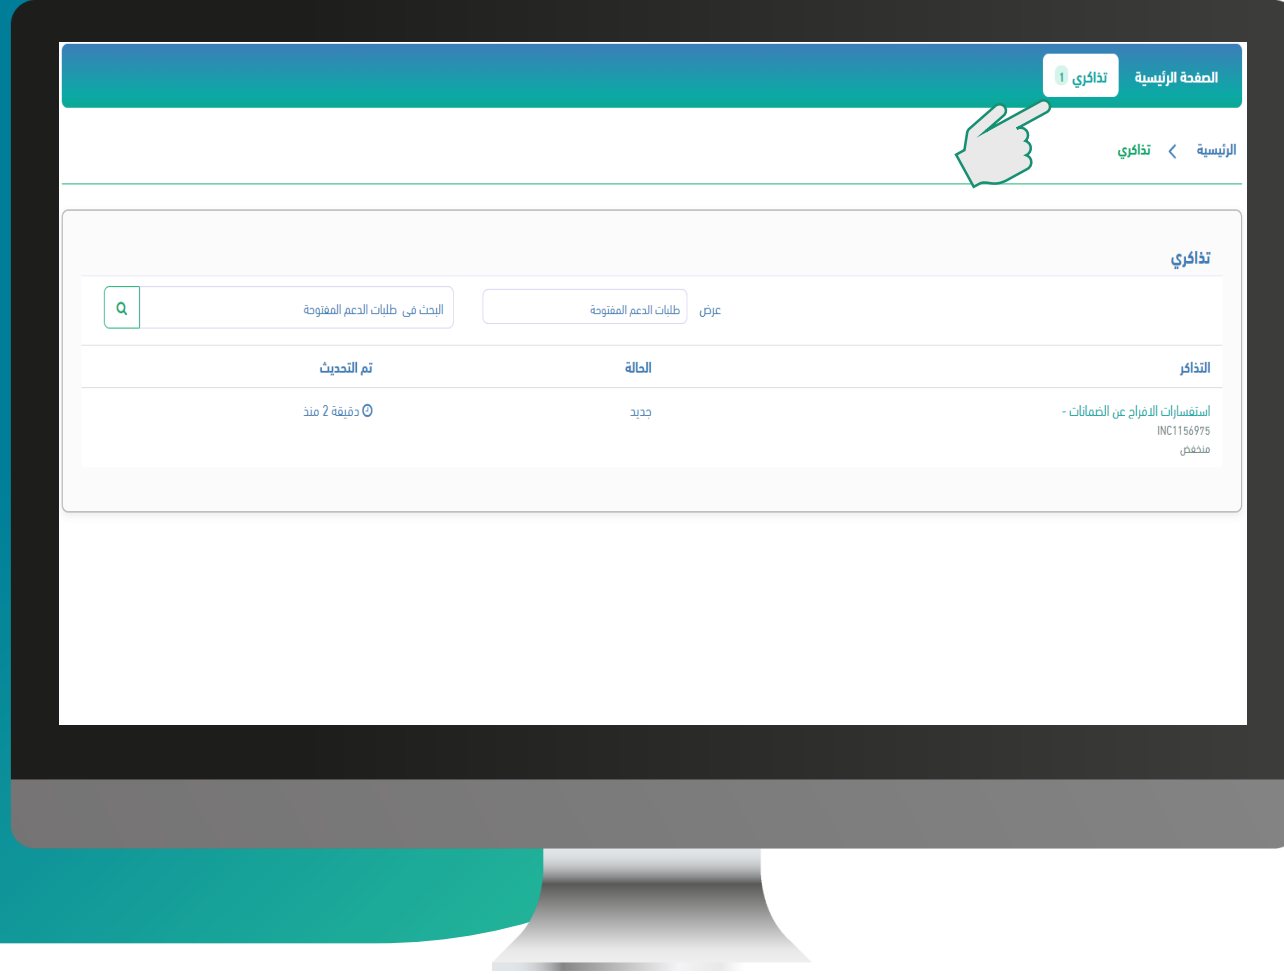 الصفحة الرئيسية تذاكري 1
الرئيسية > تذاكري
تذاكري
عرض طلبات الدعم المفتوحة البحث في طلبات الدعم المفتوحة
التذاكر الحالة تم التحديث
استفسارات الافراج عن الضمانات - جديد دقيقة 2 منذ
INC1156975
منخفض